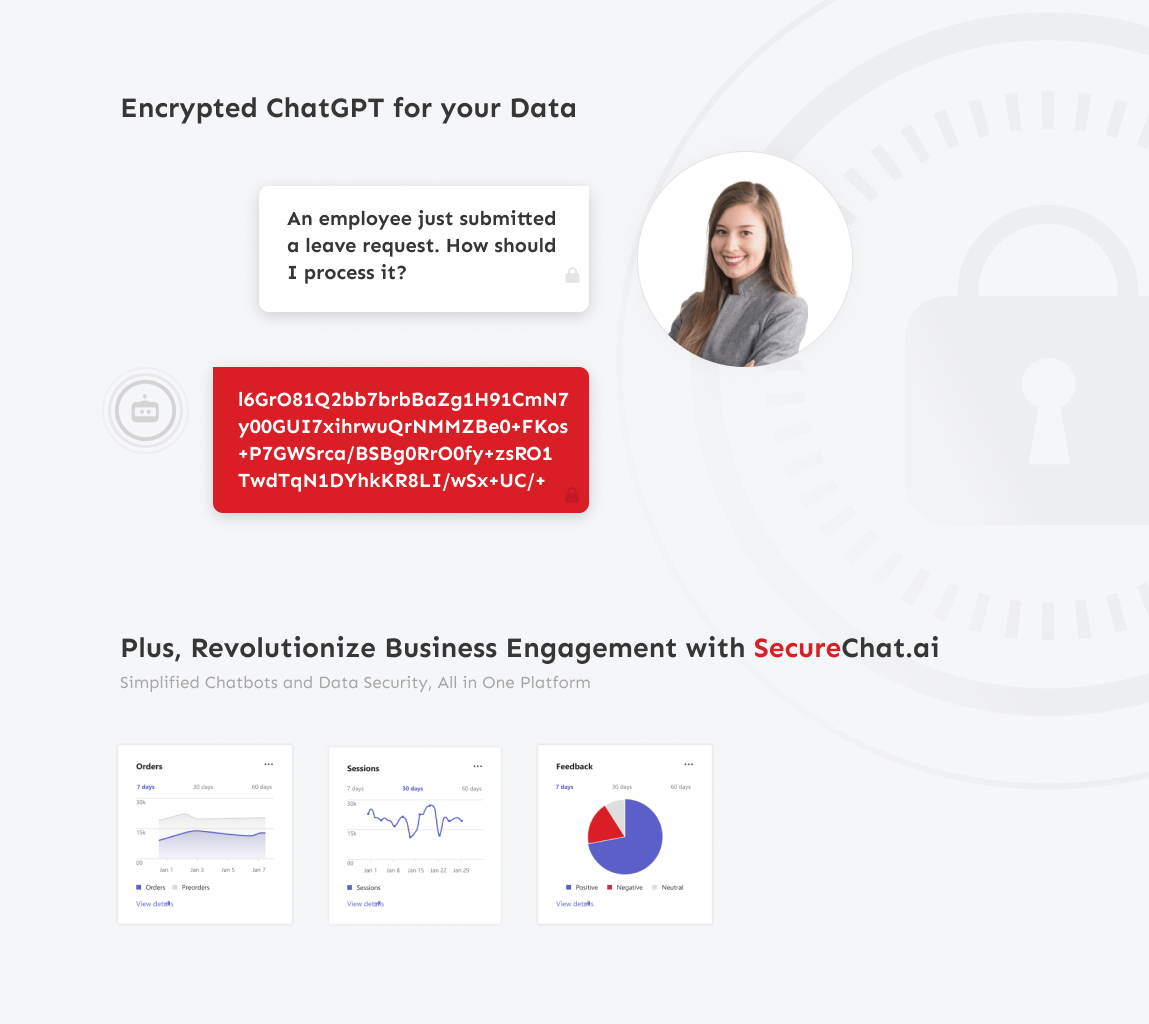 Encrypted ChatGPT for your Data
An employee just submitted
a leave request. How should
I process it?
l6GrO81Q2bb7brbBaZg1H91CmN7
y00GUI7xihrwuQrNMMZBe0+FKos
+P7GWSrca/BSBg0RrO0fy+zsRO1
TwdTqN1DYhkKR8LI/wSx+UC/+
Plus, Revolutionize Business Engagement with SecureChat.ai
Simplified Chatbots and Data Security, All in One Platform
Orders
7 days 30 days 60 days
30k
15k
00
Jan 1 Jan 3 Jan 5 Jan 7
Orders Preorders
View details
Sessions
7 days 30 days 60 days
30k
15k
00
Jan 1 Jan 8 Jan 15 Jan 22 Jan 29
Sessions
View details
Feedback
7 days 30 days 60 days
Positive Negative Neutral
View details